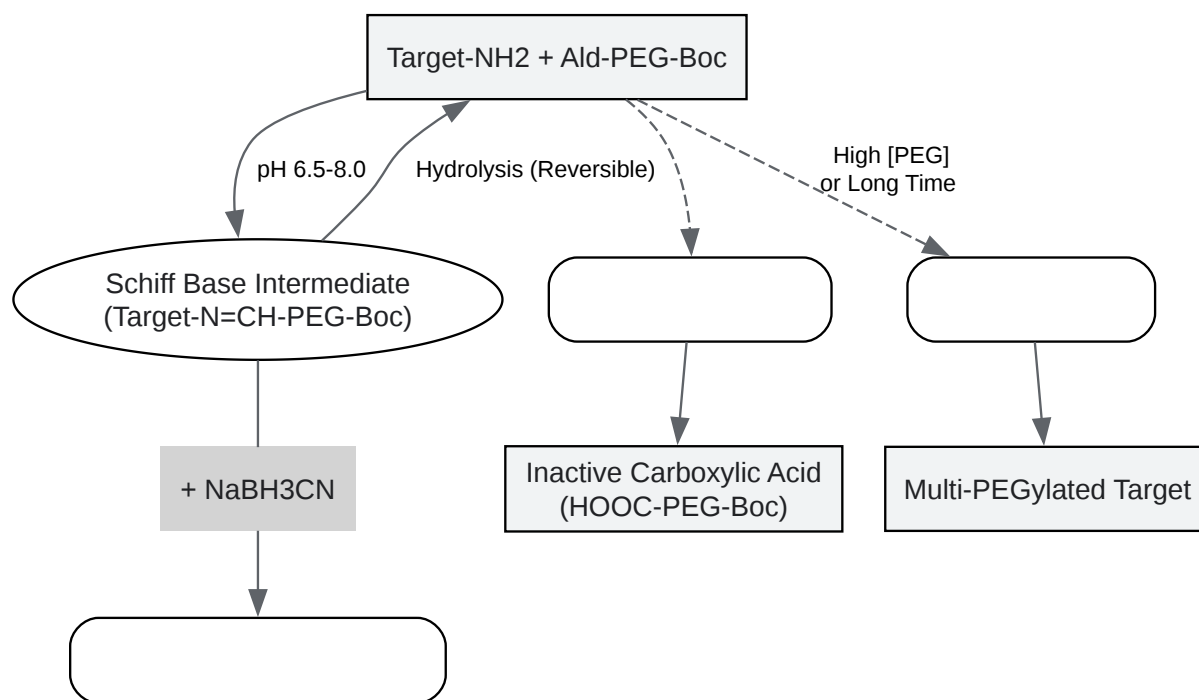 Target-NH2 + Ald-PEG-Boc
pH 6.5-8.0
Hydrolysis (Reversible)
High [PEG]
or Long Time
Schiff Base Intermediate
(Target-N=CH-PEG-Boc)
+ NaBH3CN
Inactive Carboxylic Acid
(HOOC-PEG-Boc)
Multi-PEGylated Target